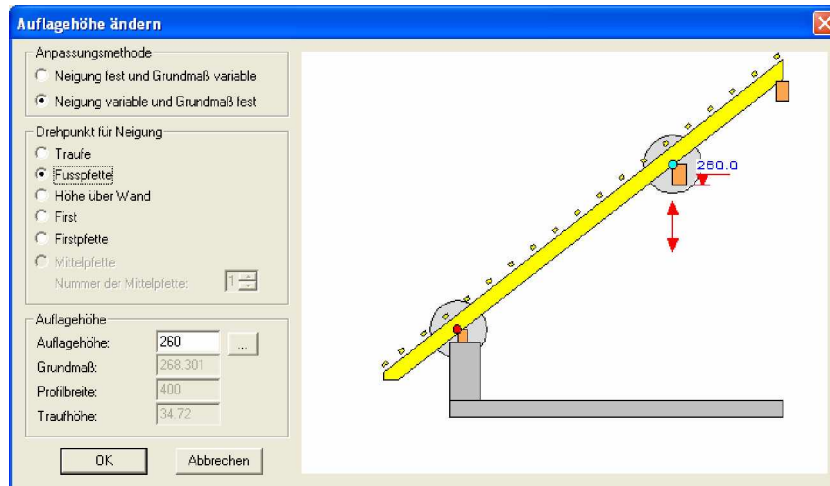 Auflagehöhe ändern
Anpassungsmethode
Neigung fest und Grundmaß variable
Neigung variable und Grundmaß fest
Drehpunkt für Neigung
Traufe
Fusspfette
Höhe über Wand
First
Firstpfette
Mittelpfette
Nummer der Mittelpfette: 1
Auflagehöhe
Auflagehöhe: 260 ...
Grundmaß: 268.301
Profilbreite: 400
Traufhöhe: 34.72
OK Abbrechen
260.0